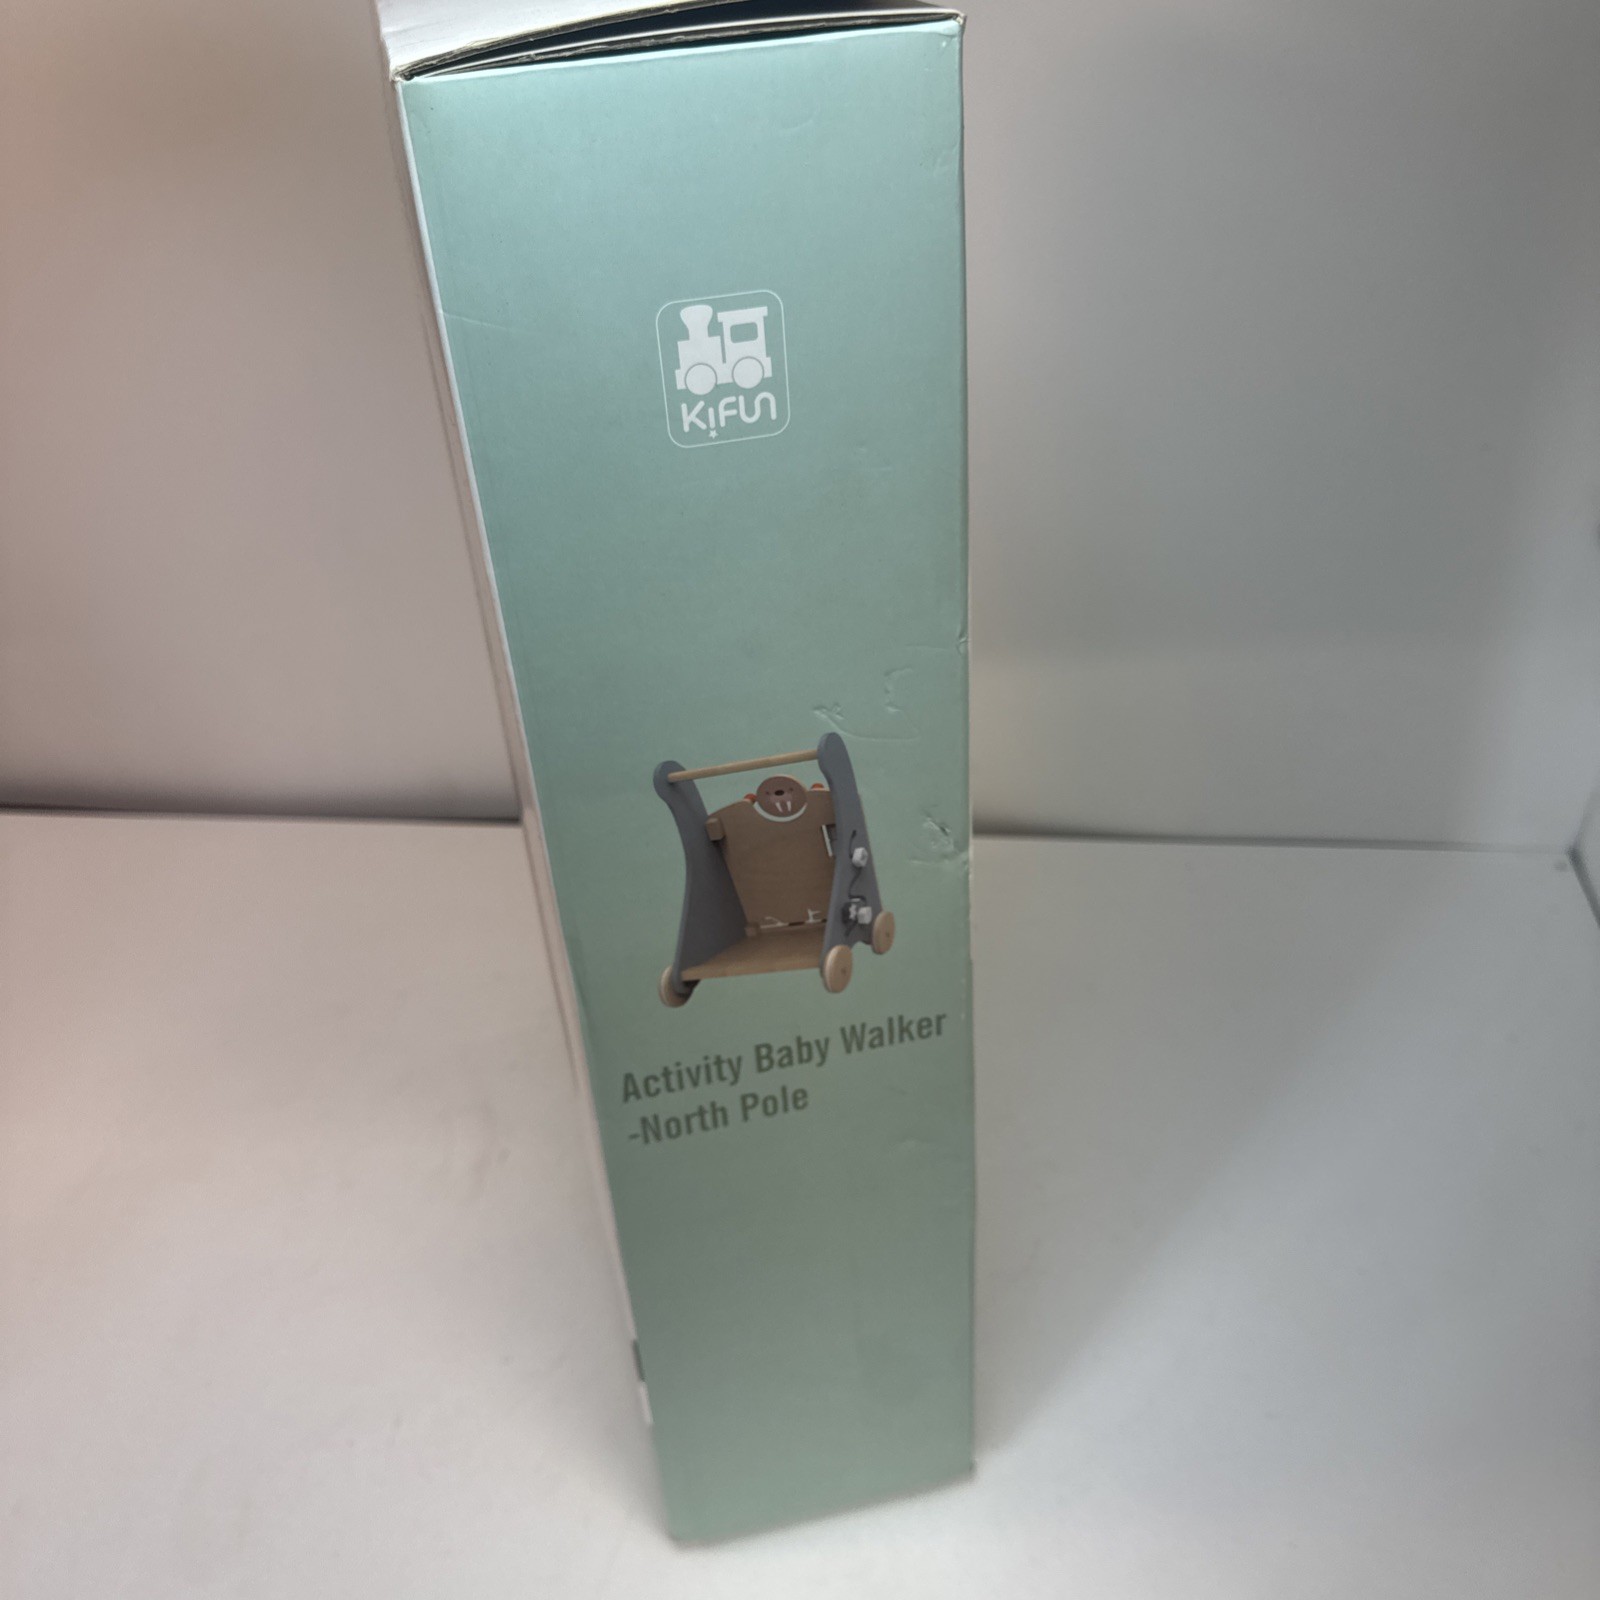 KiFUN
Activity Baby Walker
-North Pole